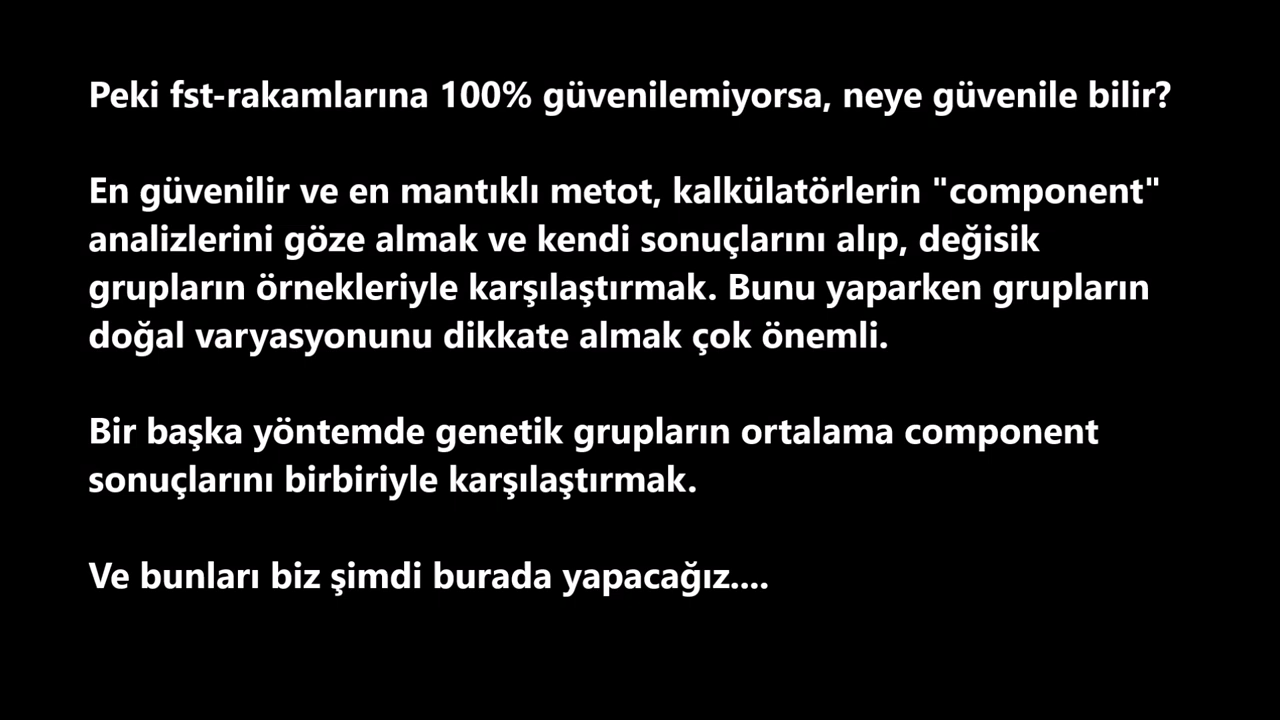 Peki fst-rakamlarına 100% güvenilemiyorsa, neye güvenile bilir?
En güvenilir ve en mantıklı metot, kalkülatörlerin "component"
analizlerini göze almak ve kendi sonuçlarını alıp, değisik
grupların örnekleriyle karşılaştırmak. Bunu yaparken grupların
doğal varyasyonunu dikkate almak çok önemli.
Bir başka yöntemde genetik grupların ortalama component
sonuçlarını birbiriyle karşılaştırmak.
Ve bunları biz şimdi burada yapacağız....